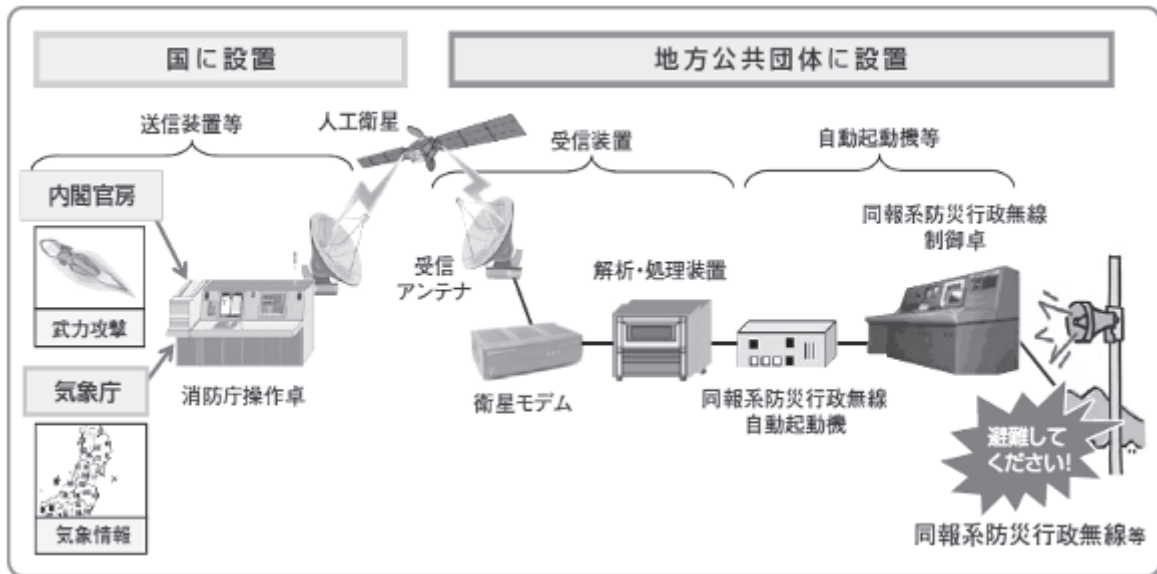 国に設置
地方公共団体に設置
送信装置等
人工衛星
受信装置
自動起動機等
内閣官房
武力攻撃
気象庁
気象情報
消防庁操作卓
受信
アンテナ
衛星モデム
解析・処理装置
同報系防災行政無線
自動起動機
同報系防災行政無線
制御卓
避難して
ください!
同報系防災行政無線等